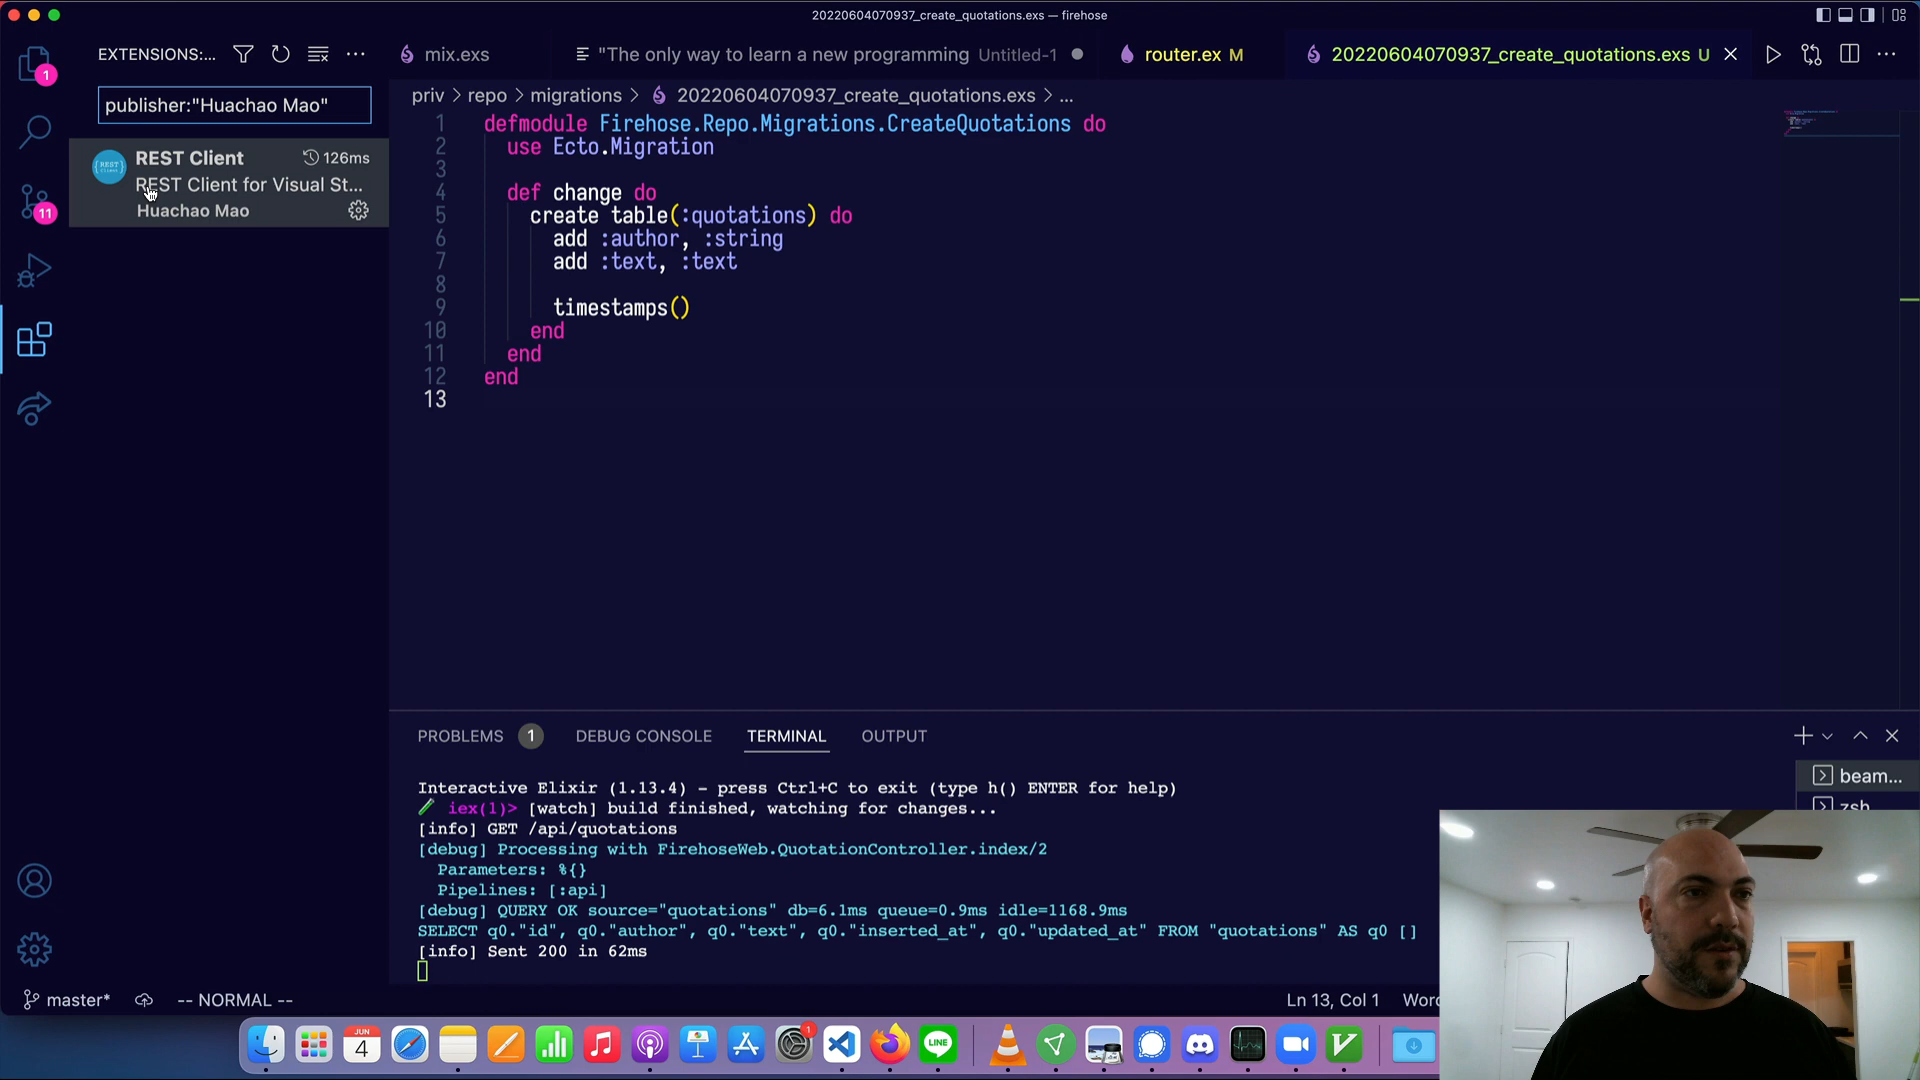 20220604070937_create_quotations.exs — firehose
EXTENSIONS:...
mix.exs
"The only way to learn a new programming Untitled-1
router.ex M
20220604070937_create_quotations.exs U
1
publisher:"Huachao Mao"
priv > repo > migrations > 20220604070937_create_quotations.exs > ...
REST Client 126ms
REST Client for Visual St...
Huachao Mao
11
1 defmodule Firehose.Repo.Migrations.CreateQuotations do
2 use Ecto.Migration
3
4 def change do
5 create table(:quotations) do
6 add :author, :string
7 add :text, :text
8
9 timestamps()
10 end
11 end
12 end
13
PROBLEMS 1 DEBUG CONSOLE TERMINAL OUTPUT
beam...
zsh
Interactive Elixir (1.13.4) - press Ctrl+C to exit (type h() ENTER for help)
iex(1)> [watch] build finished, watching for changes...
[info] GET /api/quotations
[debug] Processing with FirehoseWeb.QuotationController.index/2
Parameters: %{}
Pipelines: [:api]
[debug] QUERY OK source="quotations" db=6.1ms queue=0.9ms idle=1168.9ms
SELECT q0."id", q0."author", q0."text", q0."inserted_at", q0."updated_at" FROM "quotations" AS q0 []
[info] Sent 200 in 62ms
master* -- NORMAL -- Ln 13, Col 1
JUN
4
1
LINE